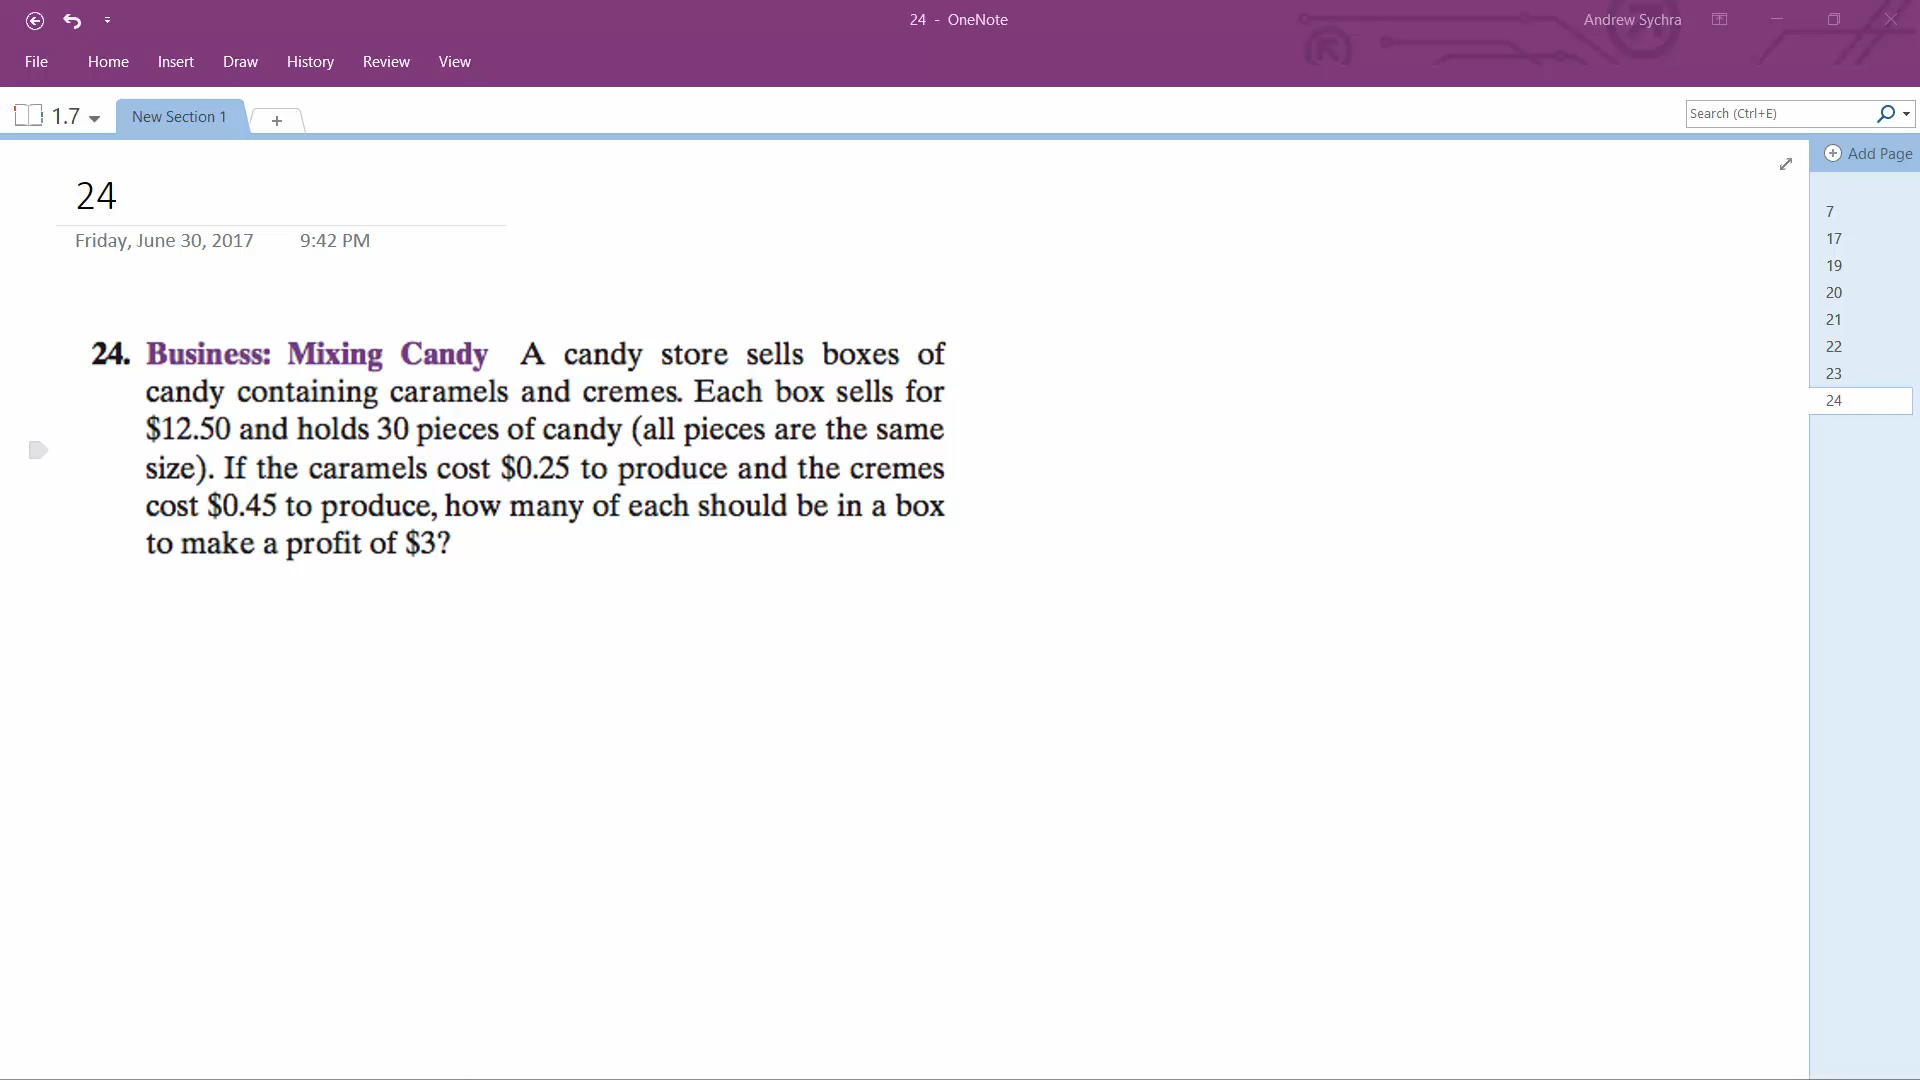 24 - OneNote
Andrew Sychra
File Home Insert Draw History Review View
1.7
New Section 1
+
Search (Ctrl+E)
Add Page
24
Friday, June 30, 2017 9:42 PM
24. Business: Mixing Candy A candy store sells boxes of
candy containing caramels and cremes. Each box sells for
$12.50 and holds 30 pieces of candy (all pieces are the same
size). If the caramels cost $0.25 to produce and the cremes
cost $0.45 to produce, how many of each should be in a box
to make a profit of $3?
7
17
19
20
21
22
23
24